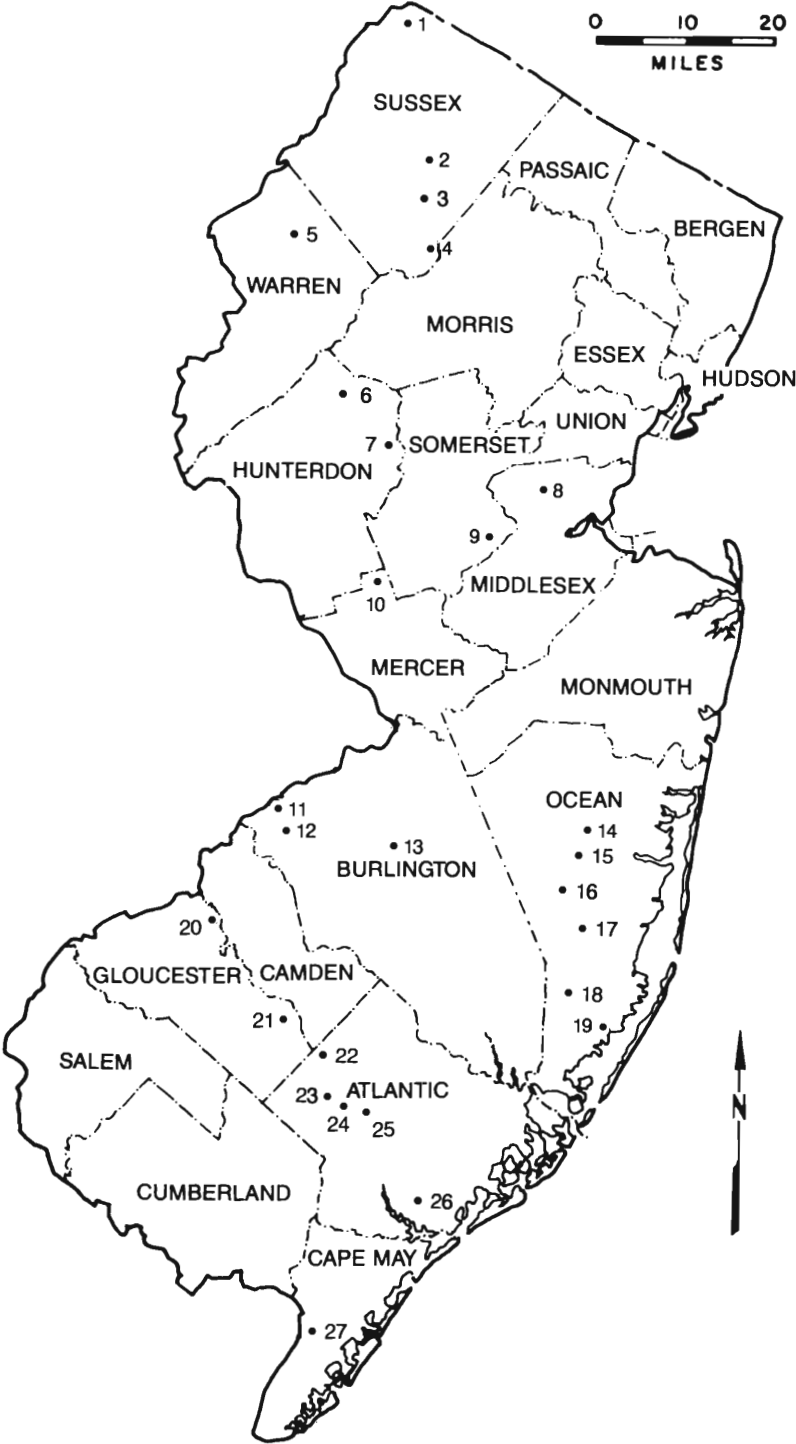 0 10 20
MILES
1
SUSSEX
2
PASSAIC
3
BERGEN
5
4
WARREN
MORRIS
ESSEX
HUDSON
6
UNION
7
SOMERSET
HUNTERDON
8
9
MIDDLESEX
10
MERCER
MONMOUTH
OCEAN
11
12
14
13
15
BURLINGTON
16
20
17
GLOUCESTER
CAMDEN
18
21
19
22
SALEM
23
ATLANTIC
24
25
N
CUMBERLAND
26
CAPE MAY
27